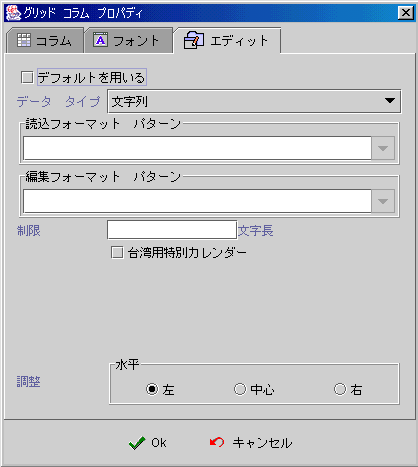 グリッド コラム プロパティ
コラム フォント エディット
デフォルトを用いる
データ タイプ 文字列
読込フォーマット パターン
編集フォーマット パターン
制限 文字長
台湾用特別カレンダー
水平
調整 左 中心 右
Ok キャンセル